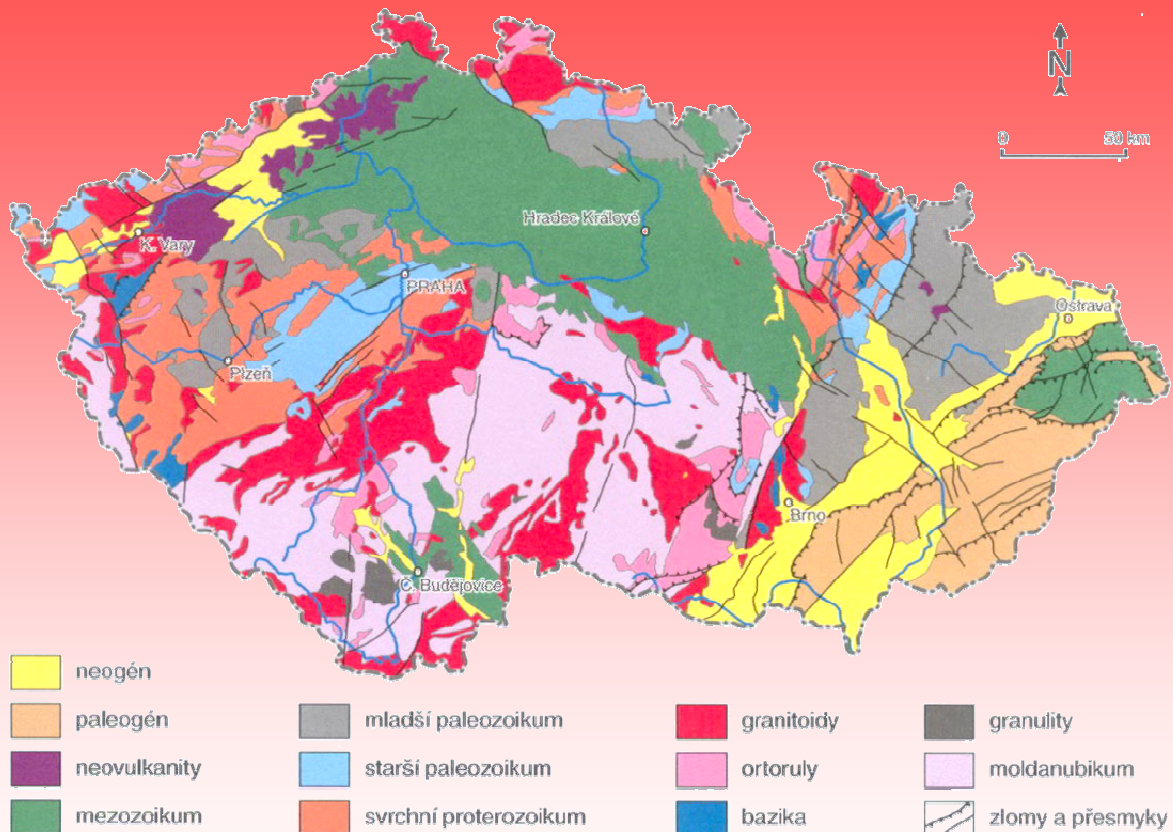 N
0 50 km
Hradec Králové
K. Vary
PRAHA
Ostrava
Plzeň
Brno
Č. Budějovice
neogén
paleogén
neovulkanity
mezozoikum
mladší paleozoikum
starší paleozoikum
svrchní proterozoikum
granitoidy
ortoruly
bazika
granulity
moldanubikum
zlomy a přesmyky